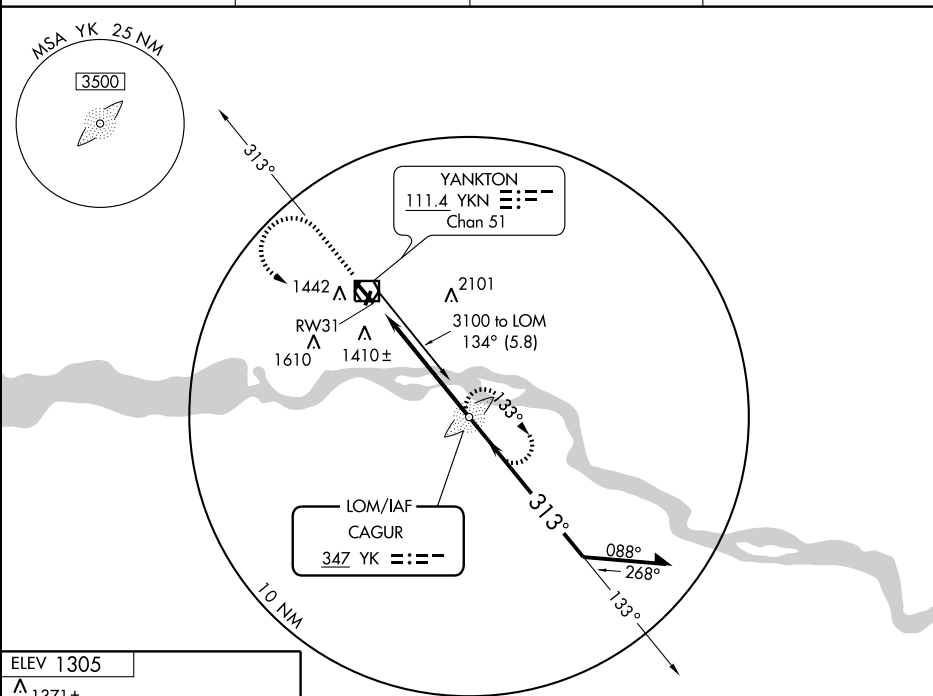 MSA YK 25 NM
3500
313°
YANKTON
111.4 YKN
Chan 51
1442
2101
RW31
3100 to LOM
134° (5.8)
1610
1410±
133°
LOM/IAF
CAGUR
347 YK
313°
088°
268°
133°
10 NM
ELEV 1305
1371±